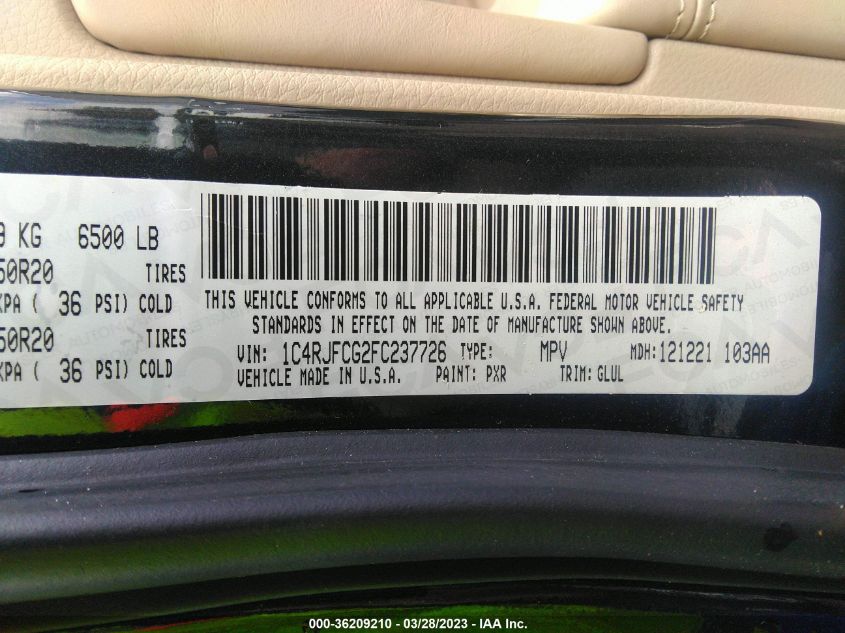 9 KG 6500 LB
50R20 TIRES
KPA ( 36 PSI) COLD
50R20 TIRES
KPA ( 36 PSI) COLD
THIS VEHICLE CONFORMS TO ALL APPLICABLE U.S.A. FEDERAL MOTOR VEHICLE SAFETY
STANDARDS IN EFFECT ON THE DATE OF MANUFACTURE SHOWN ABOVE.
VIN: 1C4RJFCG2FC237726 TYPE: MPV MDH:121221 103AA
VEHICLE MADE IN U.S.A. PAINT: PXR TRIM: GLUL
000-36209210 - 03/28/2023 - IAA Inc.